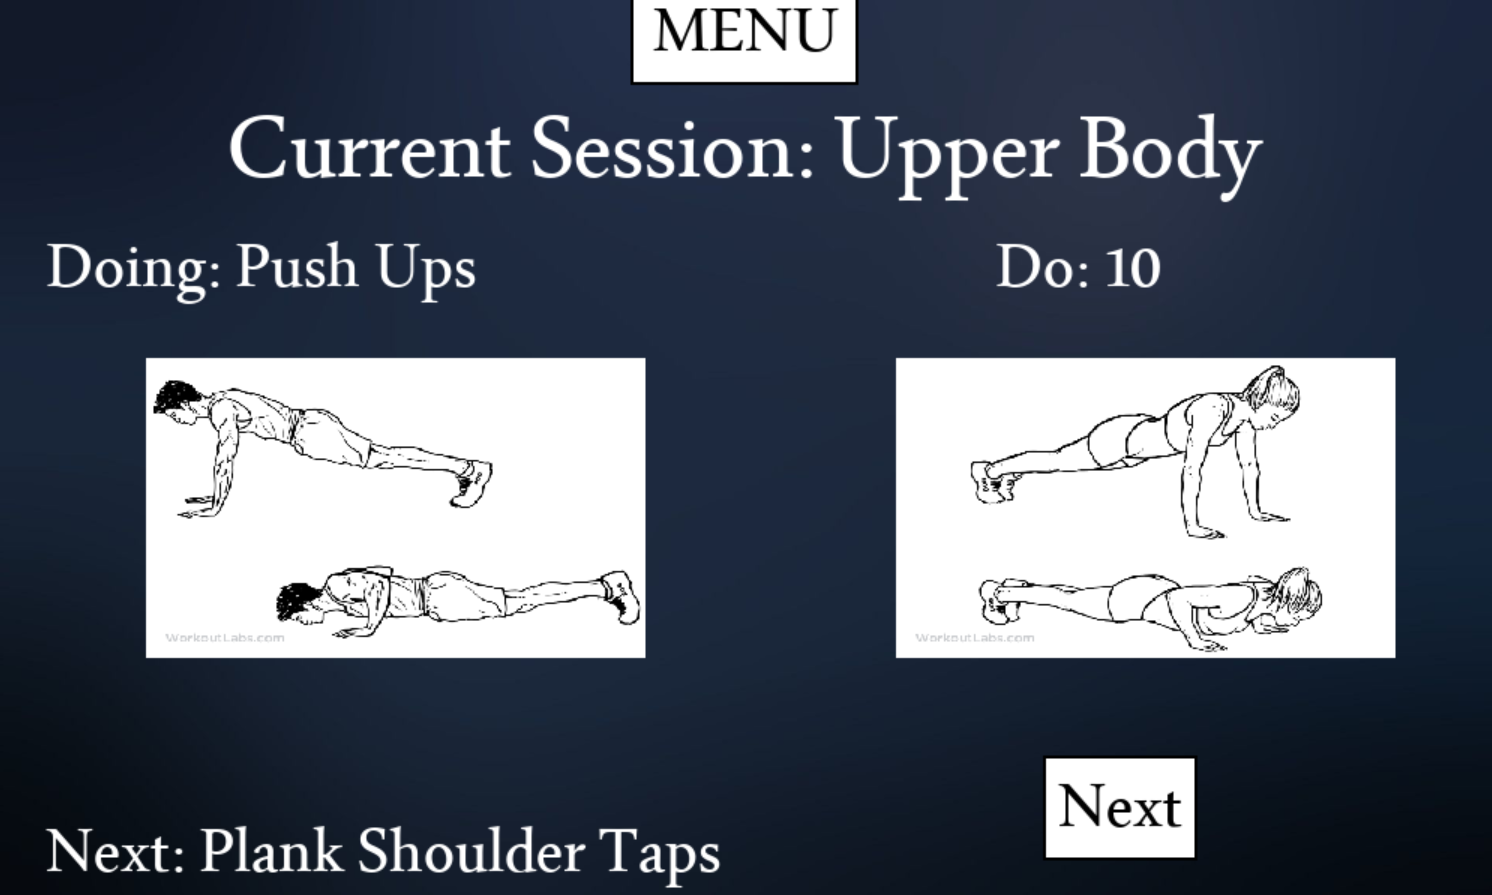 MENU
Current Session: Upper Body
Doing: Push Ups
Do: 10
WorkoutLabs.com
WorkoutLabs.com
Next
Next: Plank Shoulder Taps